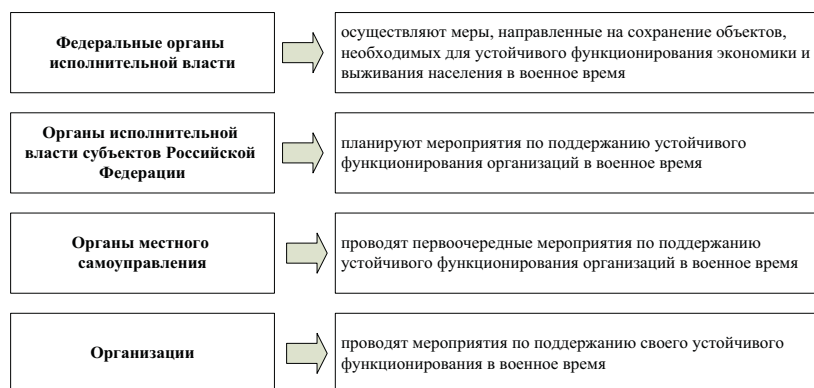 Федеральные органы
исполнительной власти
осуществляют меры, направленные на сохранение объектов,
необходимых для устойчивого функционирования экономики и
выживания населения в военное время
Органы исполнительной
власти субъектов Российской
Федерации
планируют мероприятия по поддержанию устойчивого
функционирования организаций в военное время
Органы местного
самоуправления
проводят первоочередные мероприятия по поддержанию
устойчивого функционирования организаций в военное время
Организации
проводят мероприятия по поддержанию своего устойчивого
функционирования в военное время